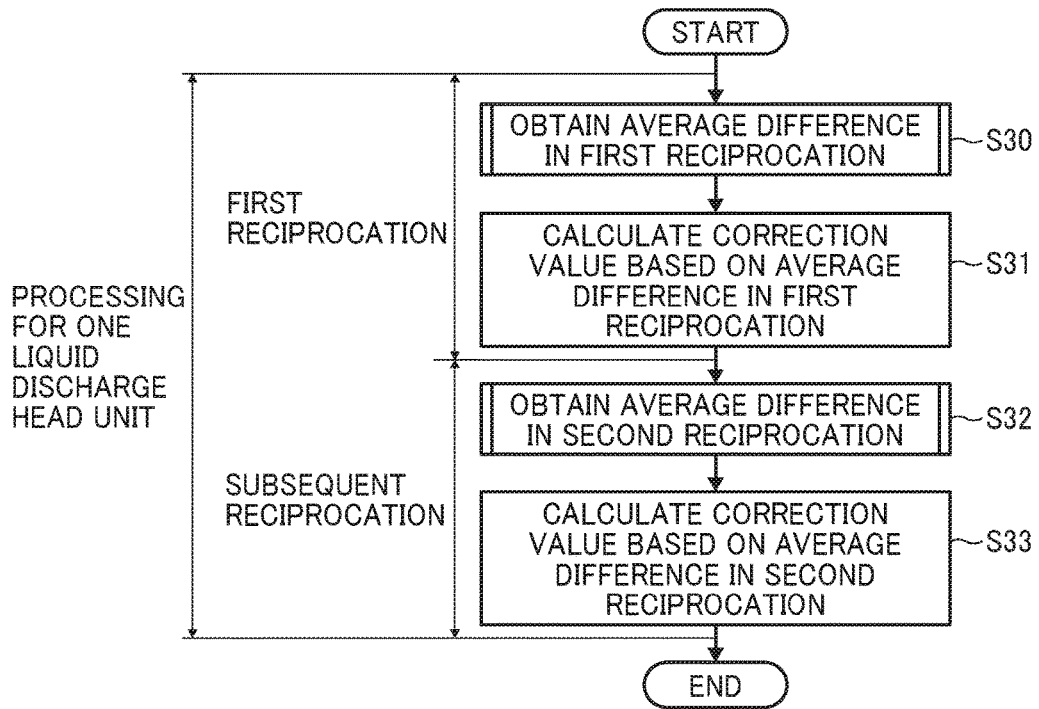 START
OBTAIN AVERAGE DIFFERENCE
IN FIRST RECIPROCATION
S30
FIRST
RECIPROCATION
CALCULATE CORRECTION
VALUE BASED ON AVERAGE
DIFFERENCE IN FIRST
RECIPROCATION
S31
PROCESSING
FOR ONE
LIQUID
DISCHARGE
HEAD UNIT
OBTAIN AVERAGE DIFFERENCE
IN SECOND RECIPROCATION
S32
SUBSEQUENT
RECIPROCATION
CALCULATE CORRECTION
VALUE BASED ON AVERAGE
DIFFERENCE IN SECOND
RECIPROCATION
S33
END